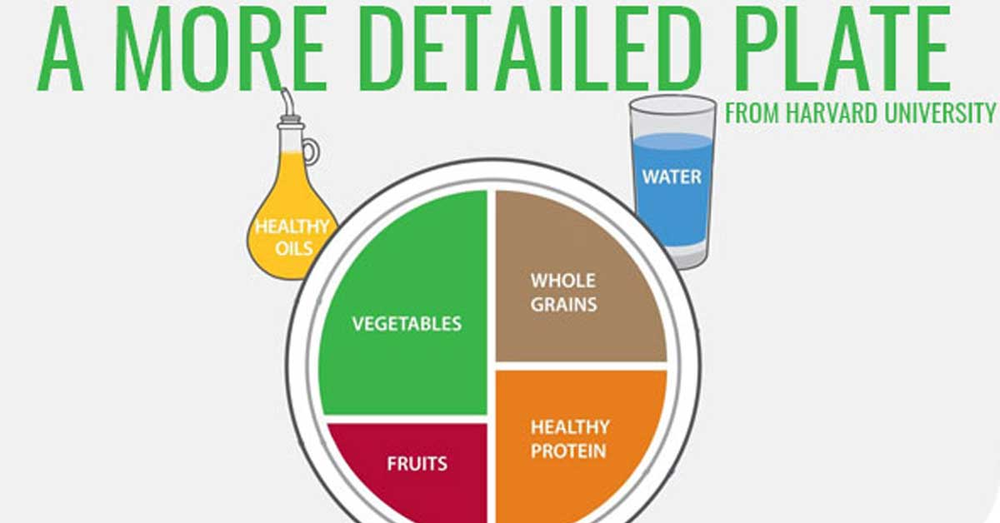 A MORE DETAILED PLATE
FROM HARVARD UNIVERSITY
HEALTHY
OILS
WATER
VEGETABLES
WHOLE
GRAINS
FRUITS
HEALTHY
PROTEIN